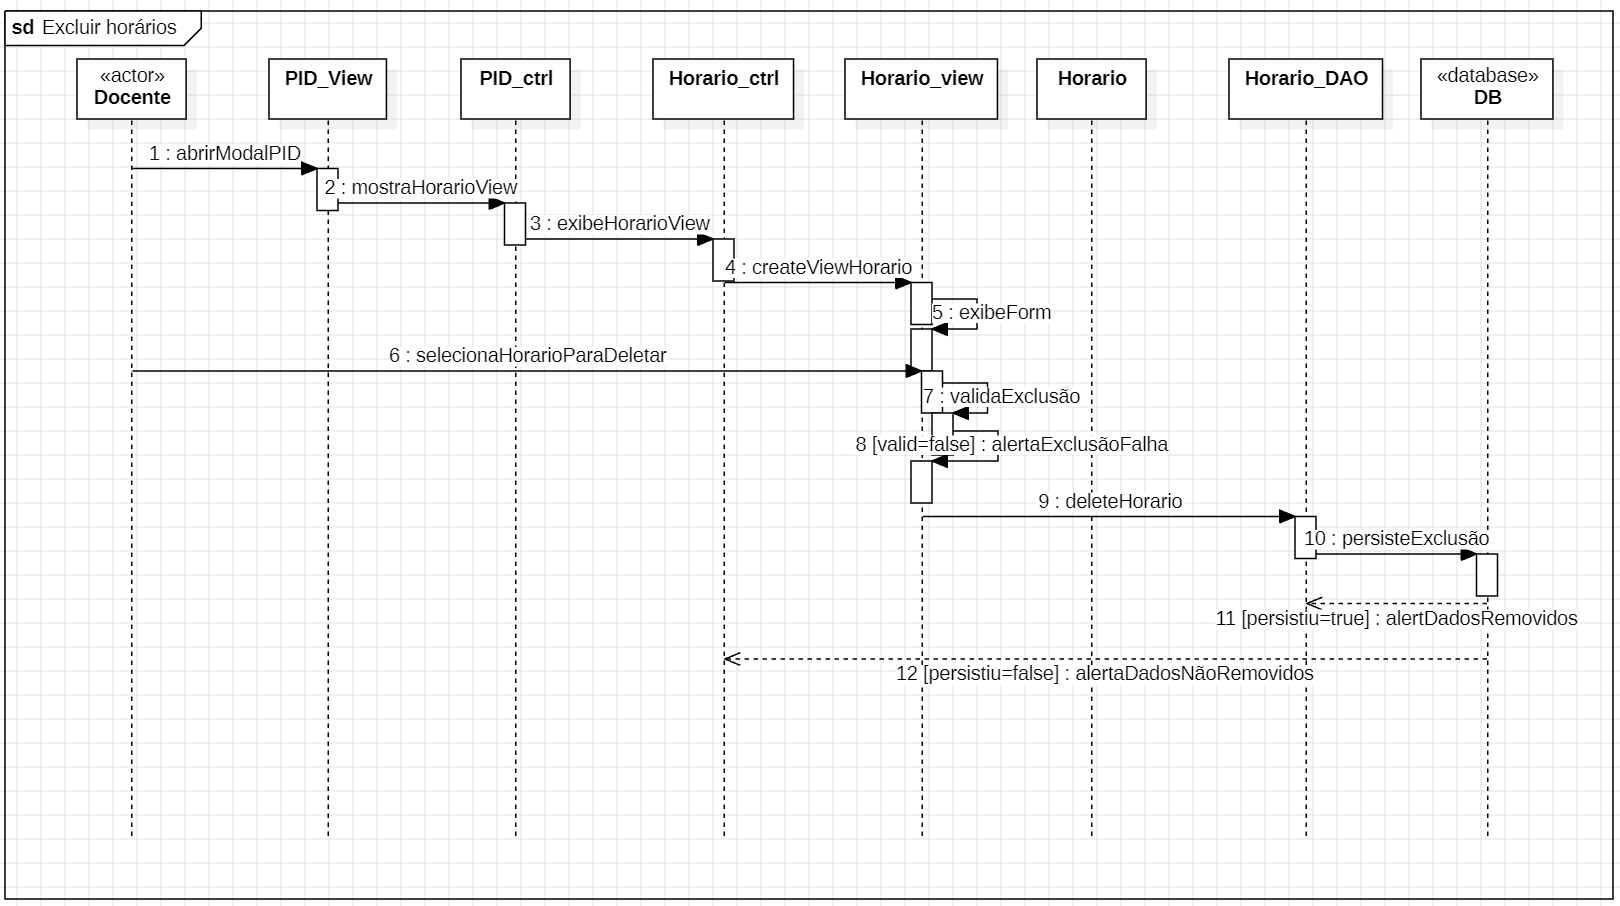 sd Excluir horários
«actor»
Docente
PID_View
PID_ctrl
Horario_ctrl
Horario_view
Horario
Horario_DAO
«database»
DB
1 : abrirModalPID
2 : mostraHorarioView
3 : exibeHorarioView
4 : createViewHorario
5 : exibeForm
6 : selecionaHorarioParaDeletar
7 : validaExclusão
8 [valid=false] : alertaExclusãoFalha
9 : deleteHorario
10 : persisteExclusão
11 [persistiu=true] : alertDadosRemovidos
12 [persistiu=false] : alertaDadosNãoRemovidos